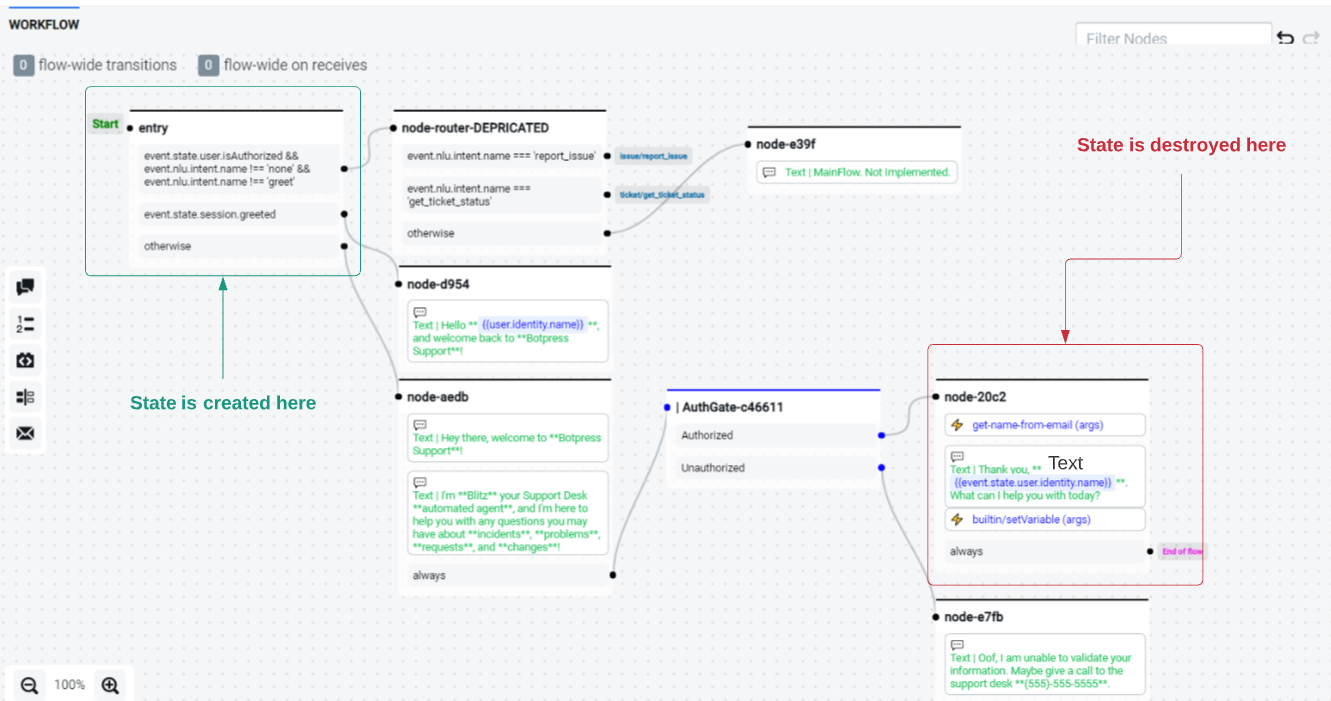 WORKFLOW
Filter Nodes
0 flow-wide transitions 0 flow-wide on receives
Start
entry
event.state.user.isAuthorized &&
event.nlu.intent.name !== 'none' &&
event.nlu.intent.name !== 'greet'
event.state.session.greeted
otherwise
State is created here
node-router-DEPRICATED
event.nlu.intent.name === 'report_issue'
issue/report_issue
event.nlu.intent.name ===
'get_ticket_status'
ticket/get_ticket_status
otherwise
node-e39f
Text | MainFlow. Not Implemented.
State is destroyed here
node-d954
Text | Hello ** {{user.identity.name}} **,
and welcome back to **Botpress
Support**!
node-aedb
Text | Hey there, welcome to **Botpress
Support**!
Text | I'm **Blitz** your Support Desk
**automated agent**, and I'm here to
help you with any questions you may
have about **incidents**, **problems**,
**requests**, and **changes**!
always
| AuthGate-c46611
Authorized
Unauthorized
node-20c2
get-name-from-email (args)
Text | Thank you, **
Text
{{event.state.user.identity.name}} **.
What can I help you with today?
builtin/setVariable (args)
always
End of flow
node-e7fb
Text | Oof, I am unable to validate your
information. Maybe give a call to the
support desk **(555)-555-5555**.
1
2
100%